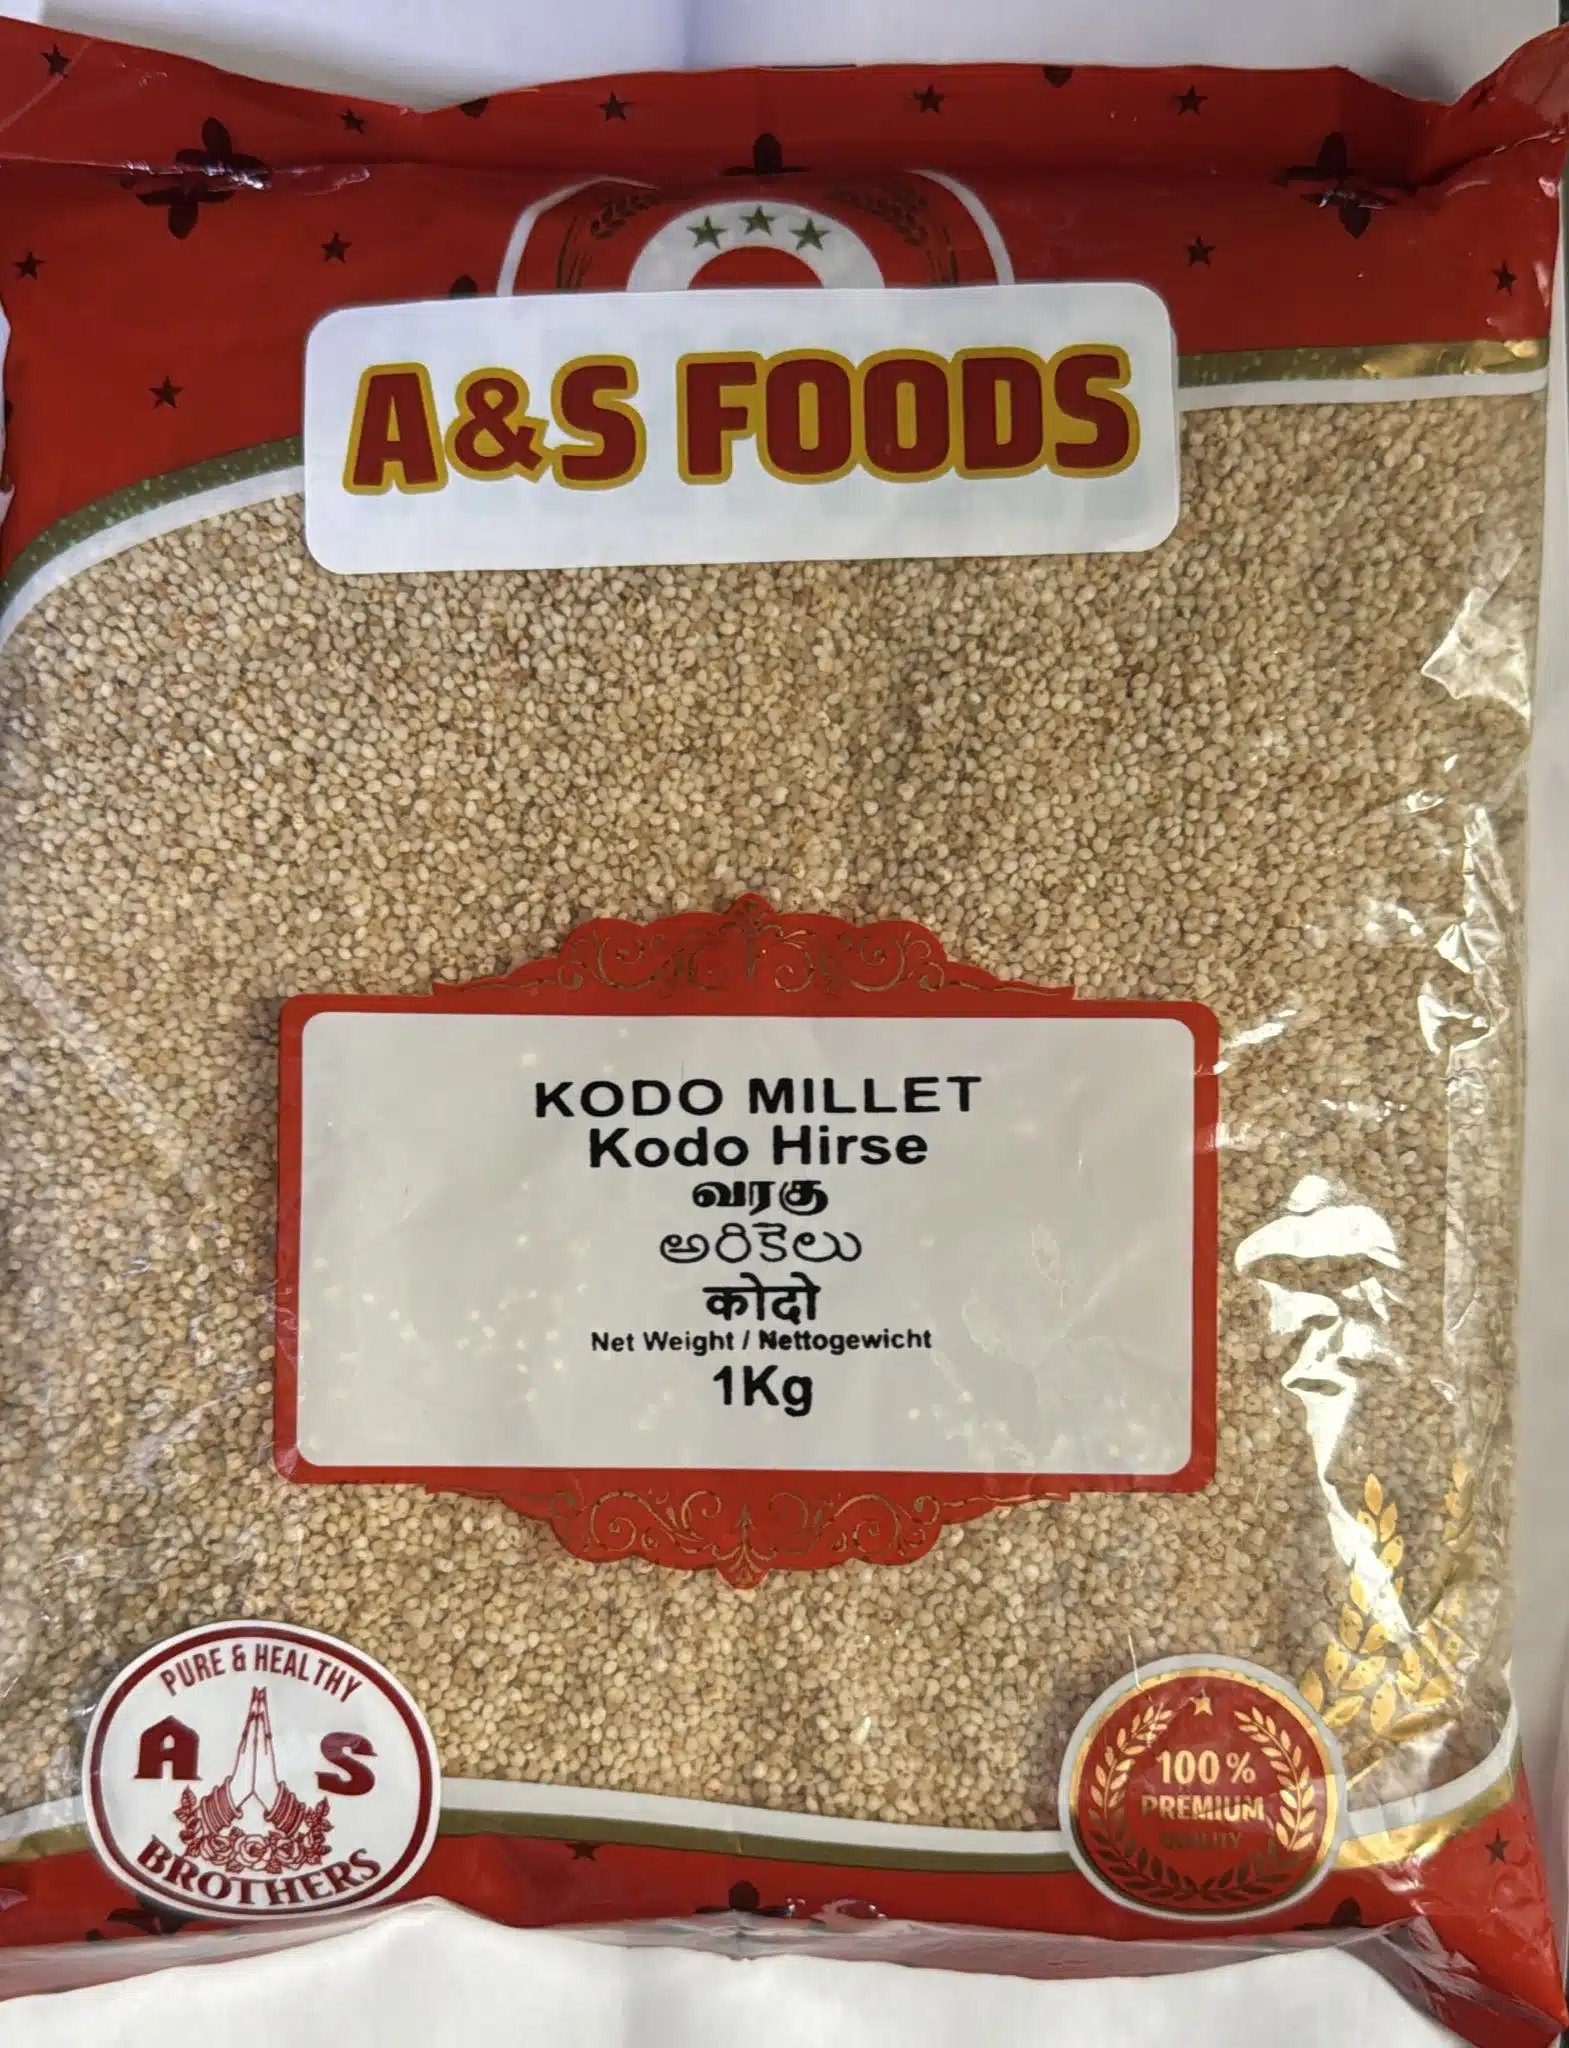 A&S FOODS
KODO MILLET
Kodo Hirse
வரகு
అరికెలు
कोदो
Net Weight / Nettogewicht
1Kg
PURE & HEALTHY
A S
BROTHERS
100 %
PREMIUM
QUALITY